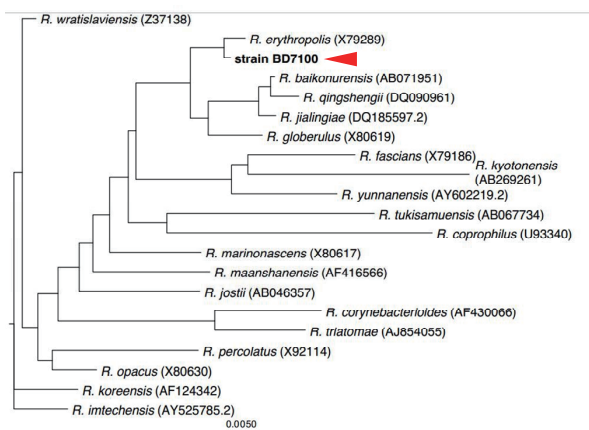 R. wratislaviensis (Z37138)
R. erythropolis (X79289)
strain BD7100
R. baikonurensis (AB071951)
R. qingshengii (DQ090961)
R. jialingiae (DQ185597.2)
R. globerulus (X80619)
R. fascians (X79186)
R. kyotonensis
(AB269261)
R. yunnanensis (AY602219.2)
R. tukisamuensis (AB067734)
R. coprophilus (U93340)
R. marinonascens (X80617)
R. maanshanensis (AF416566)
R. jostii (AB046357)
R. corynebacterioides (AF430066)
R. triatomae (AJ854055)
R. percolatus (X92114)
R. opacus (X80630)
R. koreensis (AF124342)
R. imtechensis (AY525785.2)
0.0050